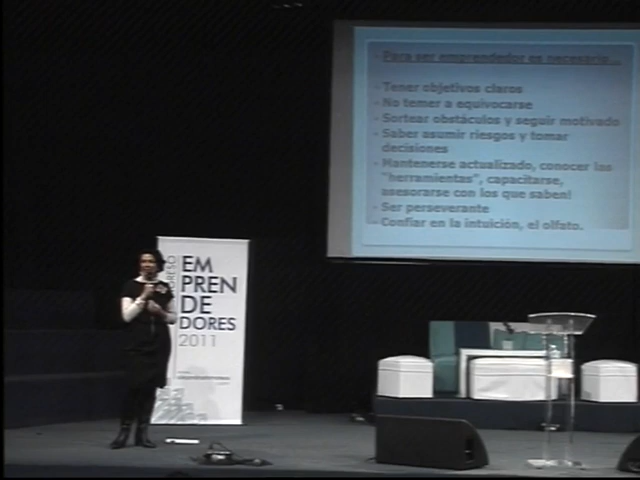 Para ser emprendedor es necesario...
- Tener objetivos claros
- No temer a equivocarse
- Sortear obstáculos y seguir motivado
- Saber asumir riesgos y tomar
decisiones
- Mantenerse actualizado, conocer las
"herramientas", capacitarse,
asesorarse con los que saben!
- Ser perseverante
- Confiar en la intuición, el olfato.
EM
PREN
DE
DORES
2011